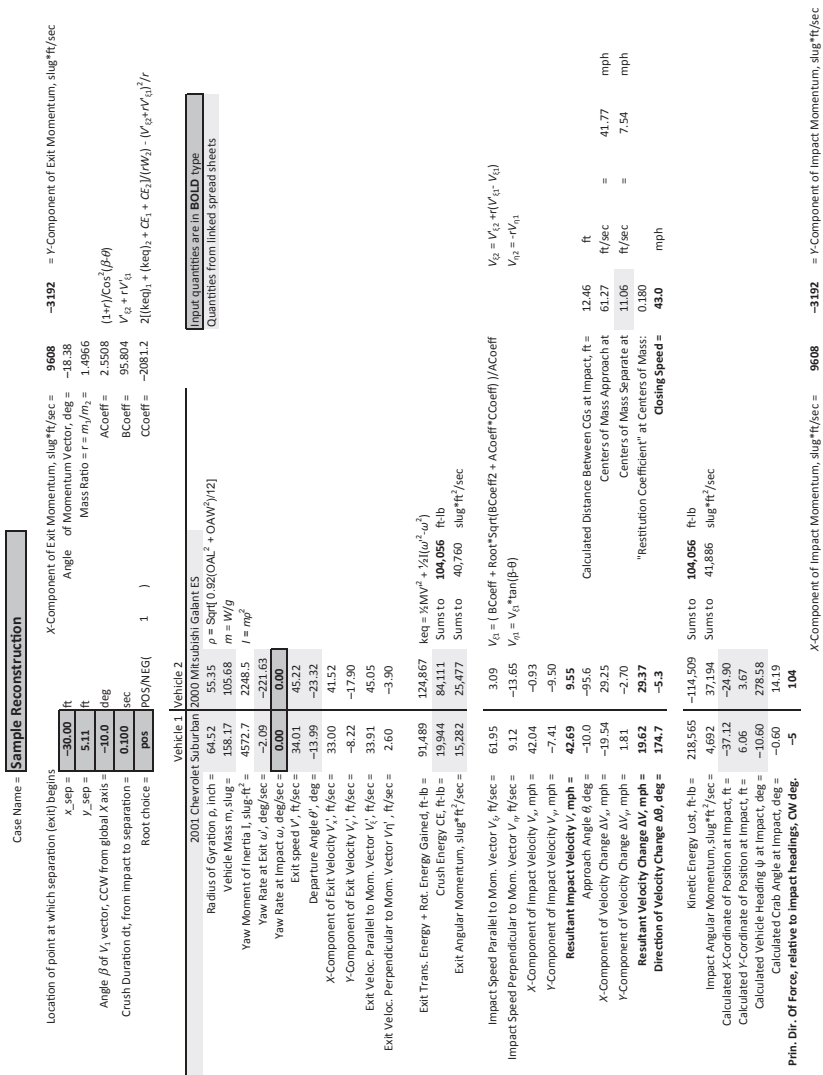 Case Name = Sample Reconstruction
Location of point at which separation (exit) begins X-Component of Exit Momentum, slug*ft/sec = 9608 −3192 = Y-Component of Exit Momentum, slug*ft/sec
x_sep = −30.00 ft Angle of Momentum Vector, deg = −18.38
y_sep = 5.11 ft Mass Ratio = r = m₁/m₂ = 1.4966
Angle β of V₁ vector, CCW from global X axis = −10.0 deg ACoeff = 2.5508 (1+r)/Cos²(β-θ)
Crush Duration dt, from impact to separation = 0.100 sec BCoeff = 95.804 V'ξ2 + rV'ξ1
Root choice = pos POS/NEG( 1 ) CCoeff = −2081.2 2[(keq)₁ + (keq)₂ + CE₁ + CE₂]/(rW₂) - (V'ξ2+rV'ξ1)²/r
Vehicle 1 Vehicle 2
2001 Chevrolet Suburban 2000 Mitsubishi Galant ES Input quantities are in BOLD type
Radius of Gyration p, inch = 64.52 55.35 ρ = Sqrt[ 0.92(OAL² + OAW²)/12] Quantities from linked spread sheets
Vehicle Mass m, slug = 158.17 105.68 m = W/g
Yaw Moment of Inertia I, slug-ft² = 4572.7 2248.5 I = mρ²
Yaw Rate at Exit ω', deg/sec= −2.09 −221.63
Yaw Rate at Impact ω, deg/sec = 0.00 0.00
Exit speed V', ft/sec= 34.01 45.22
Departure Angle θ', deg = −13.99 −23.32
X-Component of Exit Velocity V'x, ft/sec = 33.00 41.52
Y-Component of Exit Velocity Vy', ft/sec= −8.22 −17.90
Exit Veloc. Parallel to Mom. Vector Vξ', ft/sec = 33.91 45.05
Exit Veloc. Perpendicular to Mom. Vector Vη', ft/sec = 2.60 −3.90
Exit Trans. Energy + Rot. Energy Gained, ft-lb = 91,489 124,867 keq = ½MV'² + ½I(ω'²-ω²)
Crush Energy CE, ft-lb = 19,944 84,111 Sums to 104,056 ft-lb
Exit Angular Momentum, slug*ft²/sec = 15,282 25,477 Sums to 40,760 slug*ft²/sec
Impact Speed Parallel to Mom. Vector Vξ, ft/sec = 61.95 3.09 Vξ1 = ( BCoeff + Root*Sqrt(BCoeff2 + ACoeff*CCoeff) )/ACoeff Vξ2 = V'ξ2 +r(V'ξ1- Vξ1)
Impact Speed Perpendicular to Mom. Vector Vη, ft/sec = 9.12 −13.65 Vη1 = Vξ1*tan(β-θ) Vη2 = -rVη1
X-Component of Impact Velocity Vx, mph = 42.04 −0.93
Y-Component of Impact Velocity Vy, mph = −7.41 −9.50
Resultant Impact Velocity V, mph = 42.69 9.55
Approach Angle θ, deg = −10.0 −95.6 Calculated Distance Between CGs at Impact, ft = 12.46 ft
X-Component of Velocity Change ΔVx, mph = −19.54 29.25 Centers of Mass Approach at 61.27 ft/sec = 41.77 mph
Y-Component of Velocity Change ΔVy, mph = 1.81 −2.70 Centers of Mass Separate at 11.06 ft/sec = 7.54 mph
Resultant Velocity Change ΔV, mph = 19.62 29.37 "Restitution Coefficient" at Centers of Mass: 0.180
Direction of Velocity Change ΔΘ, deg = 174.7 −5.3 Closing Speed = 43.0 mph
Kinetic Energy Lost, ft-lb = 218,565 −114,509 Sums to 104,056 ft-lb
Impact Angular Momentum, slug*ft²/sec = 4,692 37,194 Sums to 41,886 slug*ft²/sec
Calculated X-Cordinate of Position at Impact, ft = −37.12 −24.90
Calculated Y-Cordinate of Position at Impact, ft = 6.06 3.67
Calculated Vehicle Heading ψ at Impact, deg = −10.60 278.58
Calculated Crab Angle at Impact, deg = −0.60 14.19
Prin. Dir. Of Force, relative to impact headings, CW deg. −5 104
X-Component of Impact Momentum, slug*ft/sec 9608 −3192 = Y-Component of Impact Momentum, slug*ft/sec